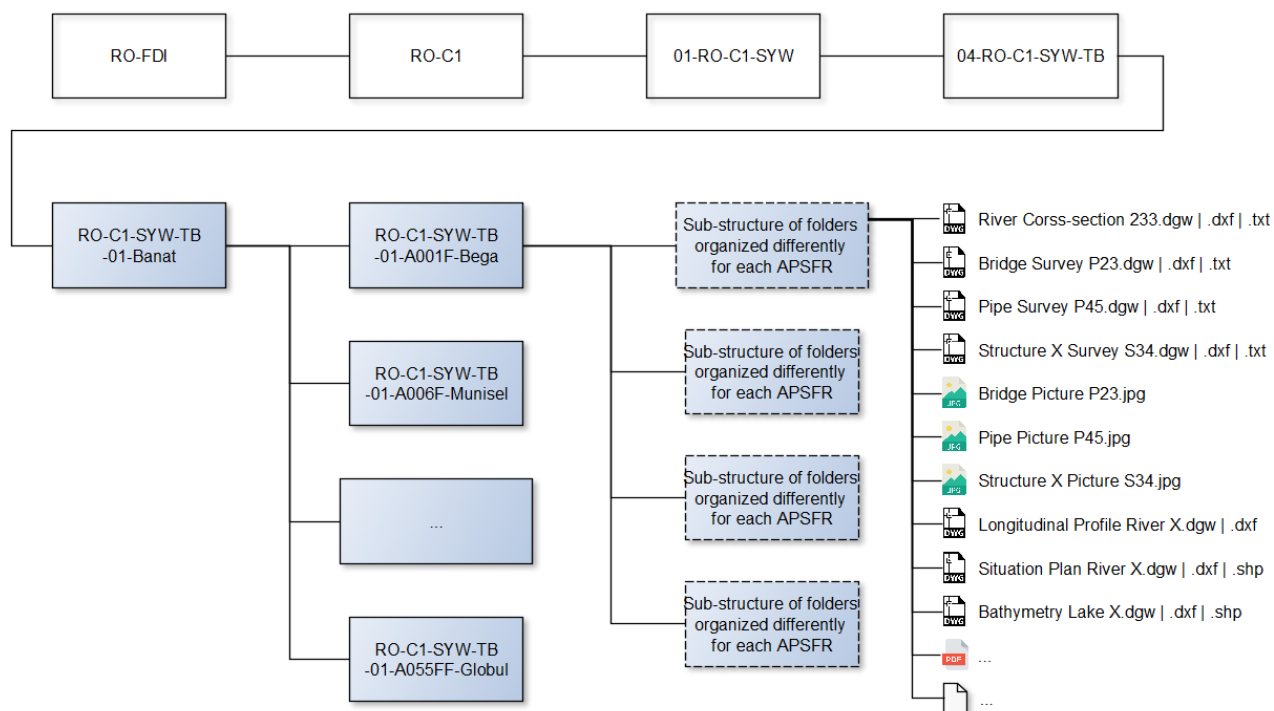 RO-FDI
RO-C1
01-RO-C1-SYW
04-RO-C1-SYW-TB
RO-C1-SYW-TB
-01-Banat
RO-C1-SYW-TB
-01-A001F-Bega
RO-C1-SYW-TB
-01-A006F-Munisel
...
RO-C1-SYW-TB
-01-A055FF-Globul
Sub-structure of folders
organized differently
for each APSFR
Sub-structure of folders
organized differently
for each APSFR
Sub-structure of folders
organized differently
for each APSFR
Sub-structure of folders
organized differently
for each APSFR
DWG River Corss-section 233.dgw | .dxf | .txt
DWG Bridge Survey P23.dgw | .dxf | .txt
DWG Pipe Survey P45.dgw | .dxf | .txt
DWG Structure X Survey S34.dgw | .dxf | .txt
JPG Bridge Picture P23.jpg
JPG Pipe Picture P45.jpg
JPG Structure X Picture S34.jpg
DWG Longitudinal Profile River X.dgw | .dxf
DWG Situation Plan River X.dgw | .dxf | .shp
DWG Bathymetry Lake X.dgw | .dxf | .shp
PDF ...
...